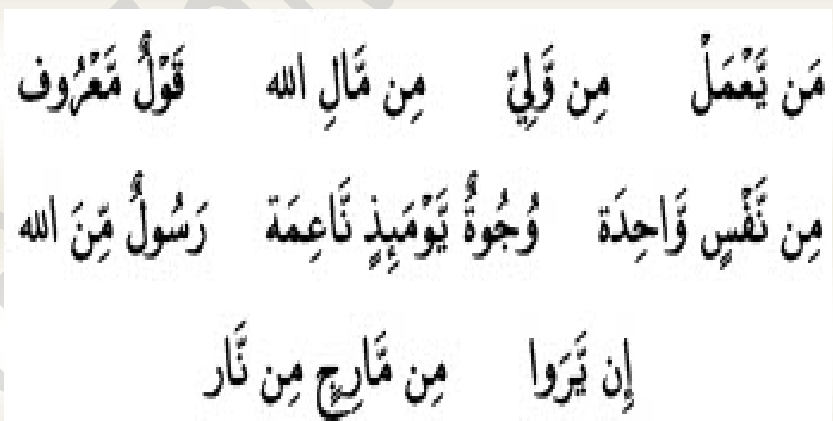 مَن يَّعْمَلْ مِن وَّلِيّ مِن مَّالِ الله قَوْلٌ مَّعْرُوف
مِن نَّفْسٍ وَّاحِدَة وُجُوهٌ يَّوْمَئِذٍ نَّاعِمَة رَسُولٌ مِّنَ الله
إِن يَّرَوا مِن مَّارِجٍ مِن نَّار